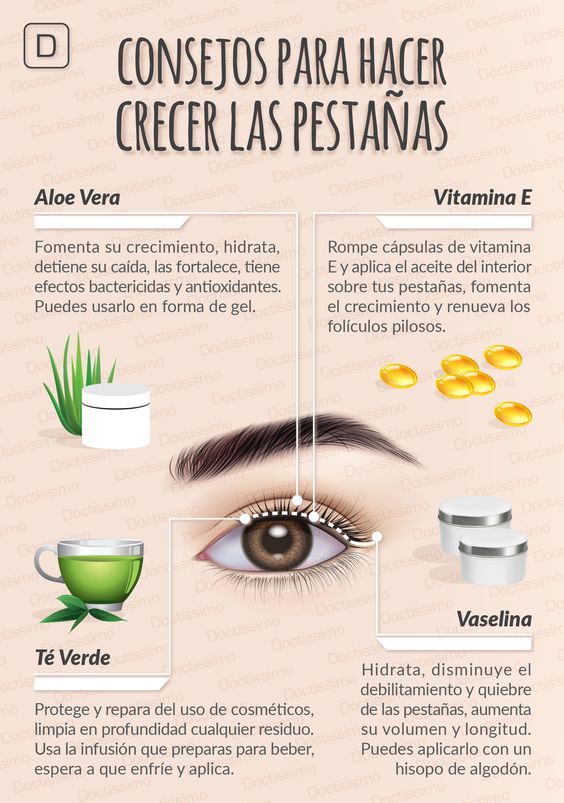 D
CONSEJOS PARA HACER
CRECER LAS PESTAÑAS
Aloe Vera
Fomenta su crecimiento, hidrata,
detiene su caída, las fortalece, tiene
efectos bactericidas y antioxidantes.
Puedes usarlo en forma de gel.
Vitamina E
Rompe cápsulas de vitamina
E y aplica el aceite del interior
sobre tus pestañas, fomenta
el crecimiento y renueva los
folículos pilosos.
Té Verde
Protege y repara del uso de cosméticos,
limpia en profundidad cualquier residuo.
Usa la infusión que preparas para beber,
espera a que enfríe y aplica.
Vaselina
Hidrata, disminuye el
debilitamiento y quiebre
de las pestañas, aumenta
su volumen y longitud.
Puedes aplicarlo con un
hisopo de algodón.
Doctissimo